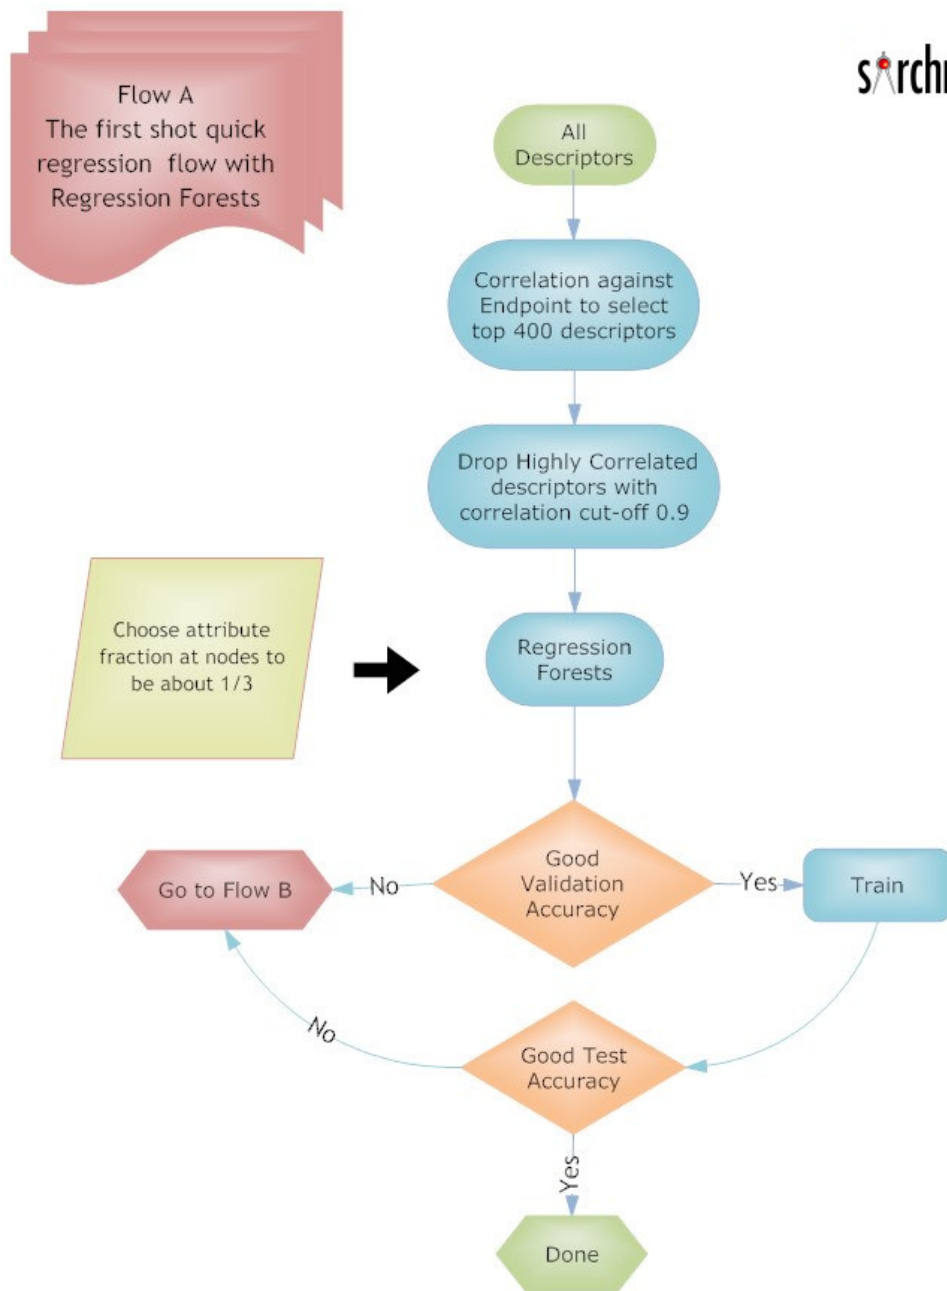 Flow A
The first shot quick
regression flow with
Regression Forests
All
Descriptors
Correlation against
Endpoint to select
top 400 descriptors
Drop Highly Correlated
descriptors with
correlation cut-off 0.9
Choose attribute
fraction at nodes to
be about 1/3
Regression
Forests
Good
Validation
Accuracy
No
Go to Flow B
Yes
Train
No
Good Test
Accuracy
Yes
Done